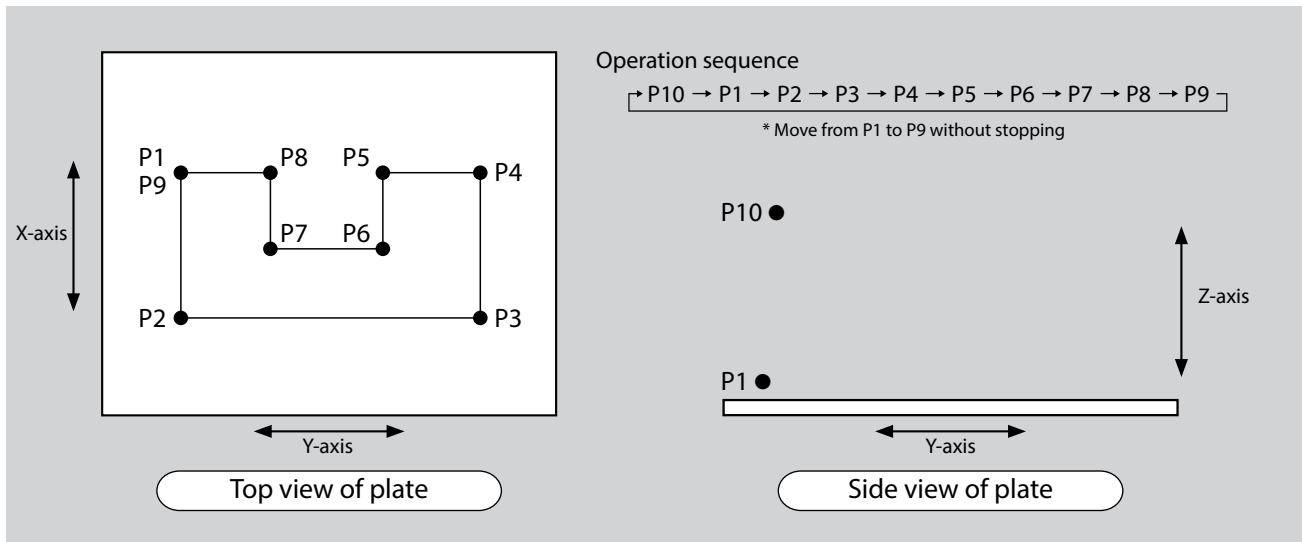 Operation sequence
P10 → P1 → P2 → P3 → P4 → P5 → P6 → P7 → P8 → P9
* Move from P1 to P9 without stopping
P1 P8 P5 P4
P9
X-axis
P7 P6
P2 P3
Y-axis
Top view of plate
P10
Z-axis
P1
Y-axis
Side view of plate